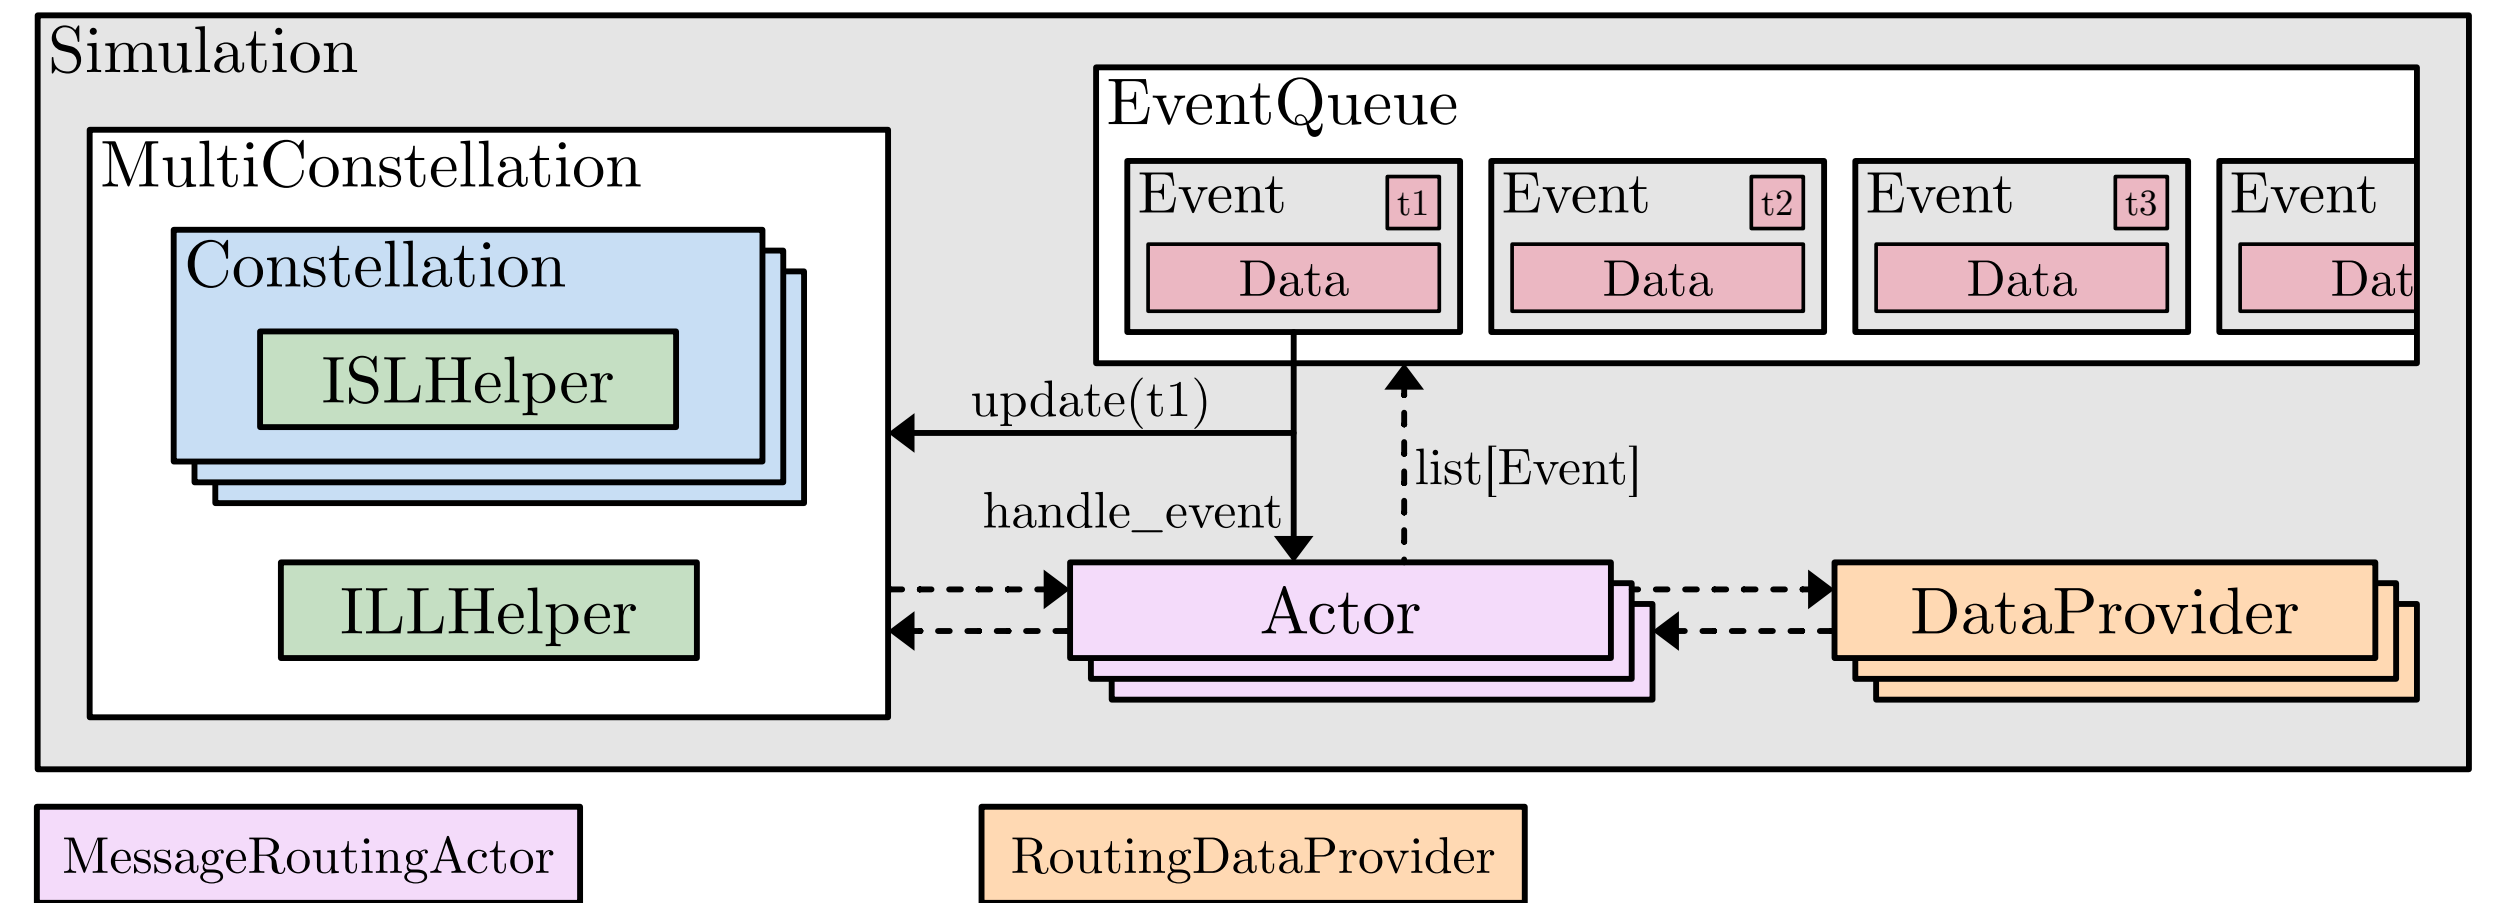 Simulation
MultiConstellation
Constellation
ISLHelper
ILLHelper
EventQueue
Event t1
Data
Event t2
Data
Event t3
Data
Event
Data
update(t1)
handle_event
list[Event]
Actor
DataProvider
MessageRoutingActor
RoutingDataProvider